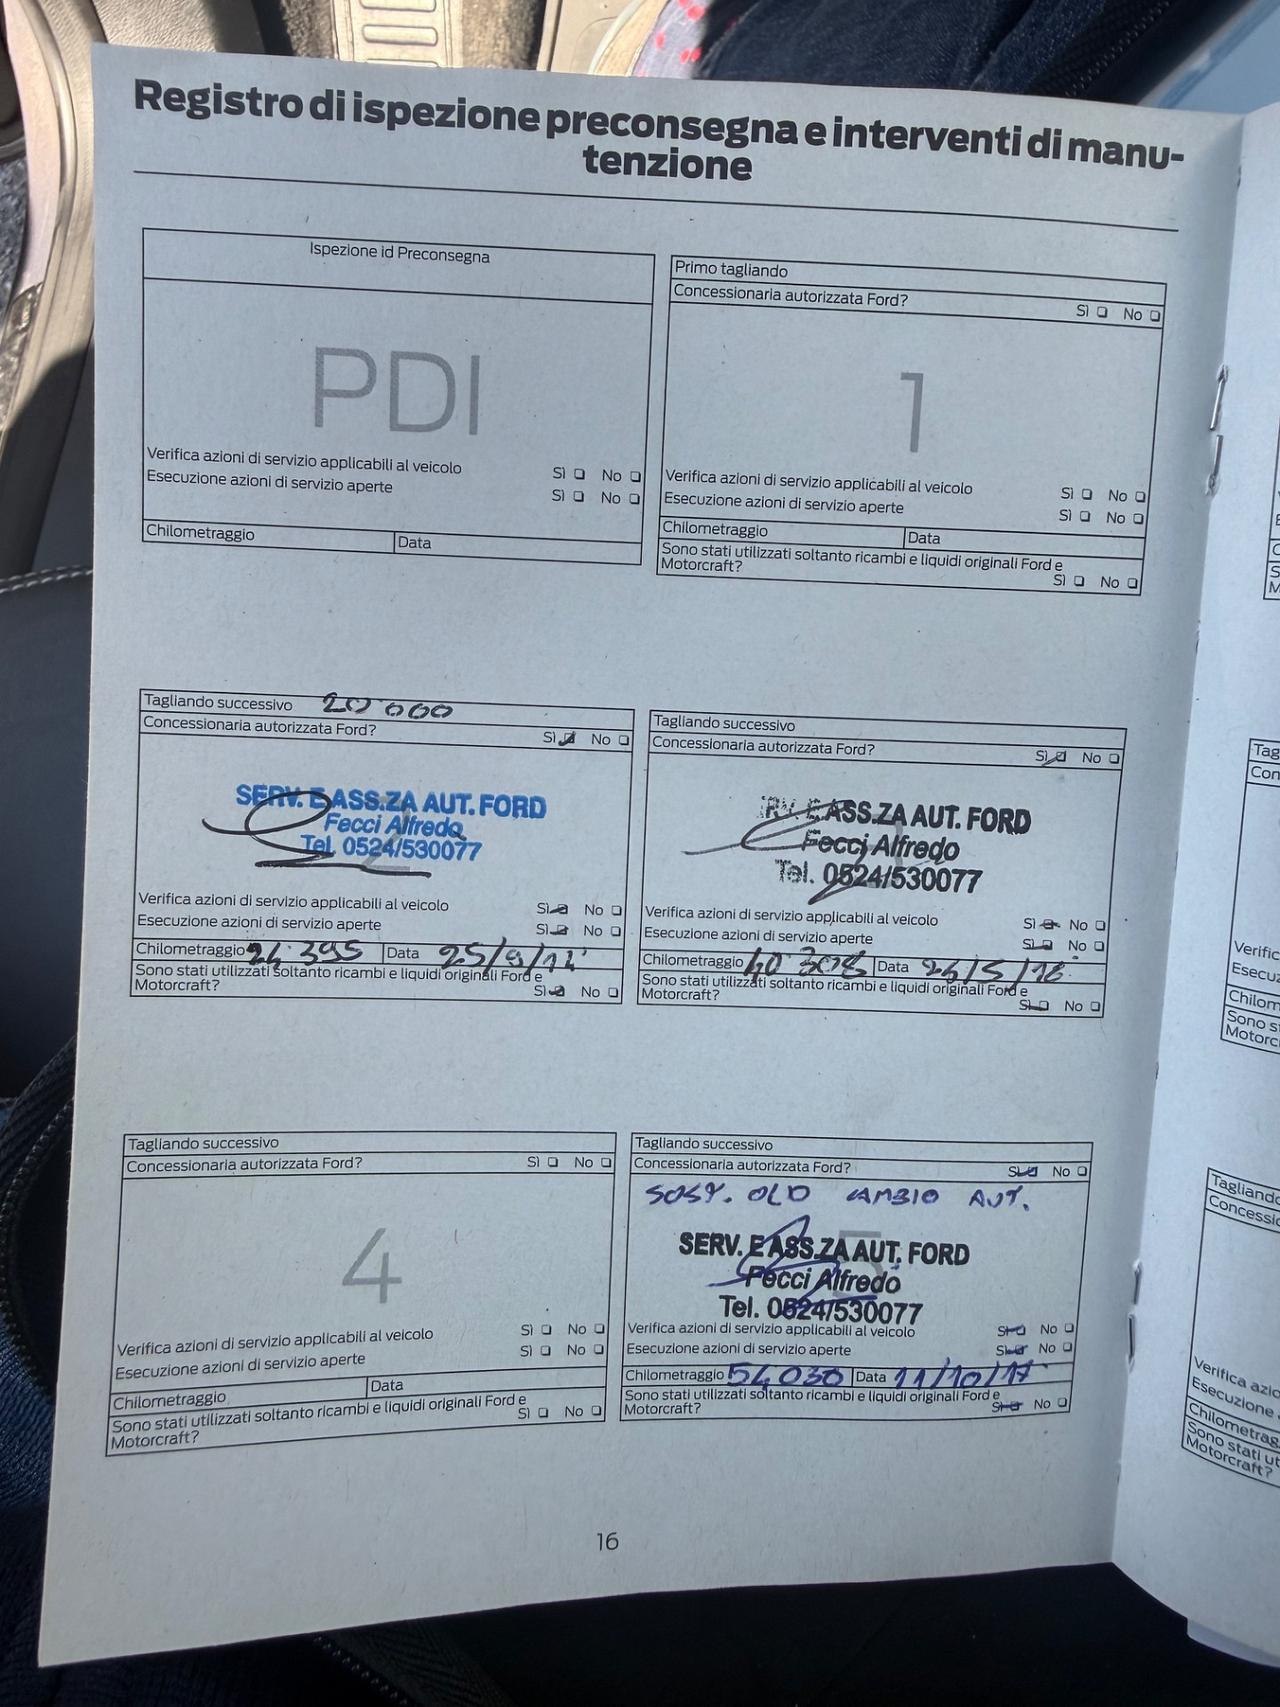 Registro di ispezione preconsegna e interventi di manu-
tenzione
Ispezione id Preconsegna
PDI
Verifica azioni di servizio applicabili al veicolo Sì ❑ No ❑
Esecuzione azioni di servizio aperte Sì ❑ No ❑
Chilometraggio Data
Primo tagliando
Concessionaria autorizzata Ford?
Sì ❑ No ❑
1
Verifica azioni di servizio applicabili al veicolo Sì ❑ No ❑
Esecuzione azioni di servizio aperte Sì ❑ No ❑
Chilometraggio Data
Sono stati utilizzati soltanto ricambi e liquidi originali Ford e
Motorcraft? Sì ❑ No ❑
Tagliando successivo 20 000
Concessionaria autorizzata Ford? Sì ❑ No ❑
SERV. E ASS.ZA AUT. FORD
Fecci Alfredo
Tel. 0524/530077
Verifica azioni di servizio applicabili al veicolo Sì ❑ No ❑
Esecuzione azioni di servizio aperte Sì ❑ No ❑
Chilometraggio 24 395 Data
Sono stati utilizzati soltanto ricambi e liquidi originali Ford e
Motorcraft? Sì ❑ No ❑
Tagliando successivo
Concessionaria autorizzata Ford? Sì ❑ No ❑
RV. E ASS.ZA AUT. FORD
Fecci Alfredo
Tel. 0524/530077
Verifica azioni di servizio applicabili al veicolo Sì ❑ No ❑
Esecuzione azioni di servizio aperte Sì ❑ No ❑
Chilometraggio 40 308 Data 26/5/16
Sono stati utilizzati soltanto ricambi e liquidi originali Ford e
Motorcraft? Sì ❑ No ❑
Tagliando successivo
Concessionaria autorizzata Ford? Sì ❑ No ❑
4
Verifica azioni di servizio applicabili al veicolo Sì ❑ No ❑
Esecuzione azioni di servizio aperte Sì ❑ No ❑
Chilometraggio Data
Sono stati utilizzati soltanto ricambi e liquidi originali Ford e
Motorcraft? Sì ❑ No ❑
Tagliando successivo
Concessionaria autorizzata Ford? Sì ❑ No ❑
SOST. OLIO CAMBIO AUT.
5
SERV. E ASS.ZA AUT. FORD
Fecci Alfredo
Tel. 0524/530077
Verifica azioni di servizio applicabili al veicolo Sì ❑ No ❑
Esecuzione azioni di servizio aperte Sì ❑ No ❑
Chilometraggio 54 030 Data 11/10/17
Sono stati utilizzati soltanto ricambi e liquidi originali Ford e
Motorcraft? Sì ❑ No ❑
16